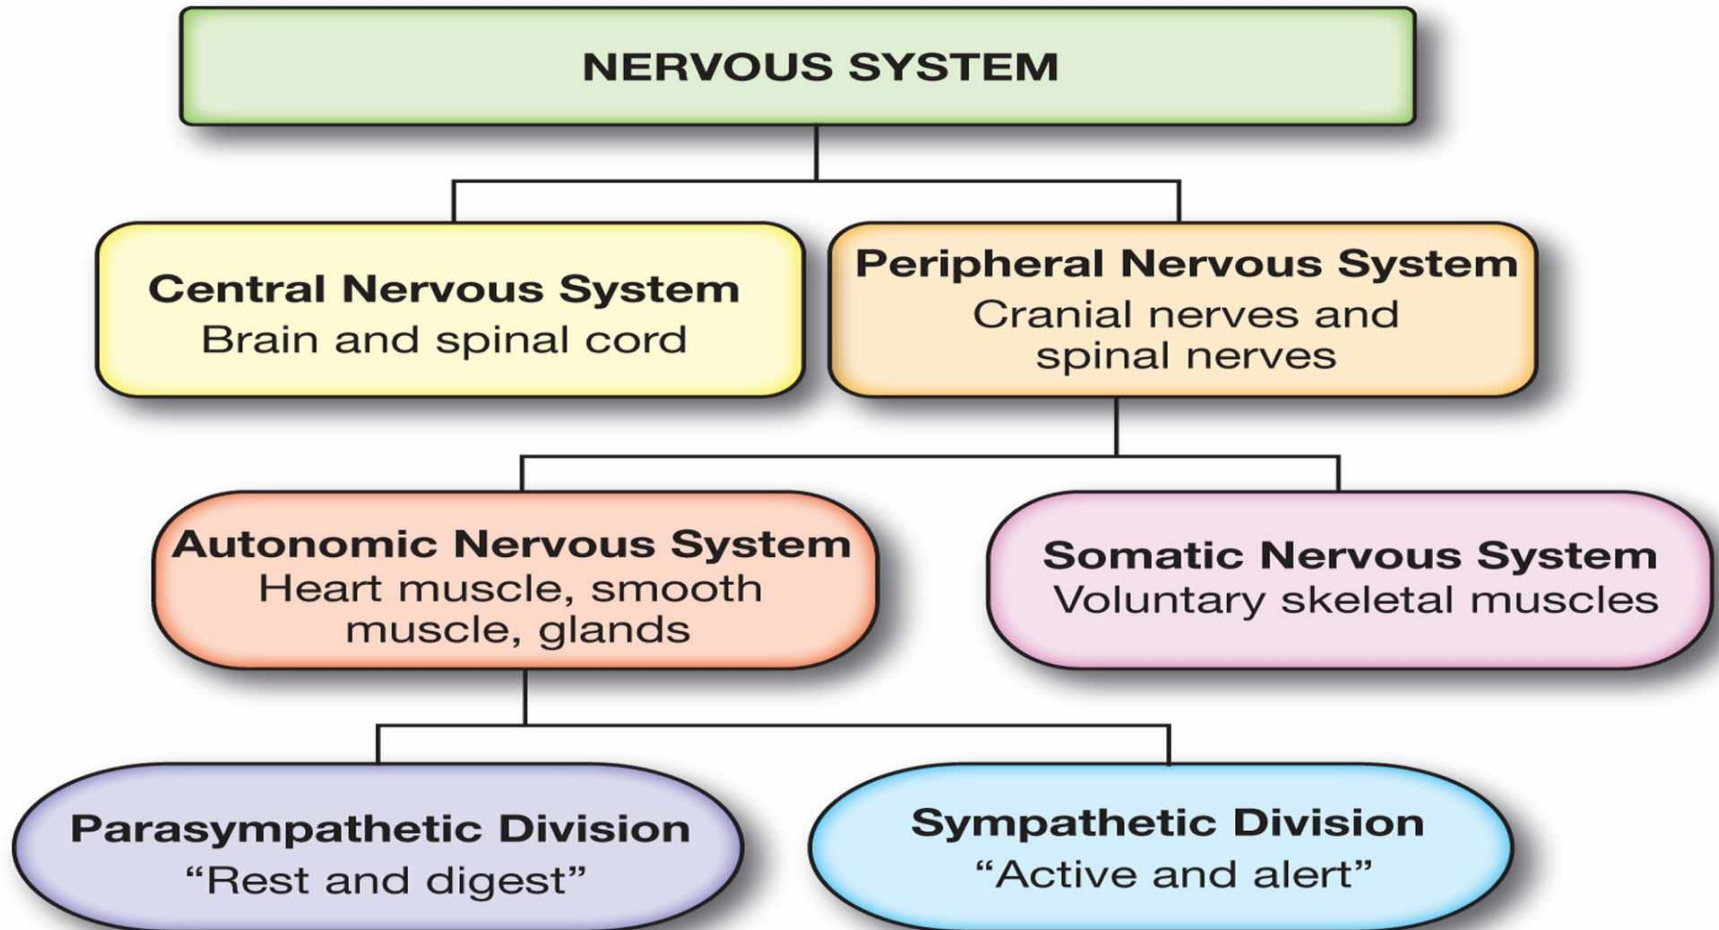 NERVOUS SYSTEM
Central Nervous System
Brain and spinal cord
Peripheral Nervous System
Cranial nerves and
spinal nerves
Autonomic Nervous System
Heart muscle, smooth
muscle, glands
Somatic Nervous System
Voluntary skeletal muscles
Parasympathetic Division
“Rest and digest”
Sympathetic Division
“Active and alert”